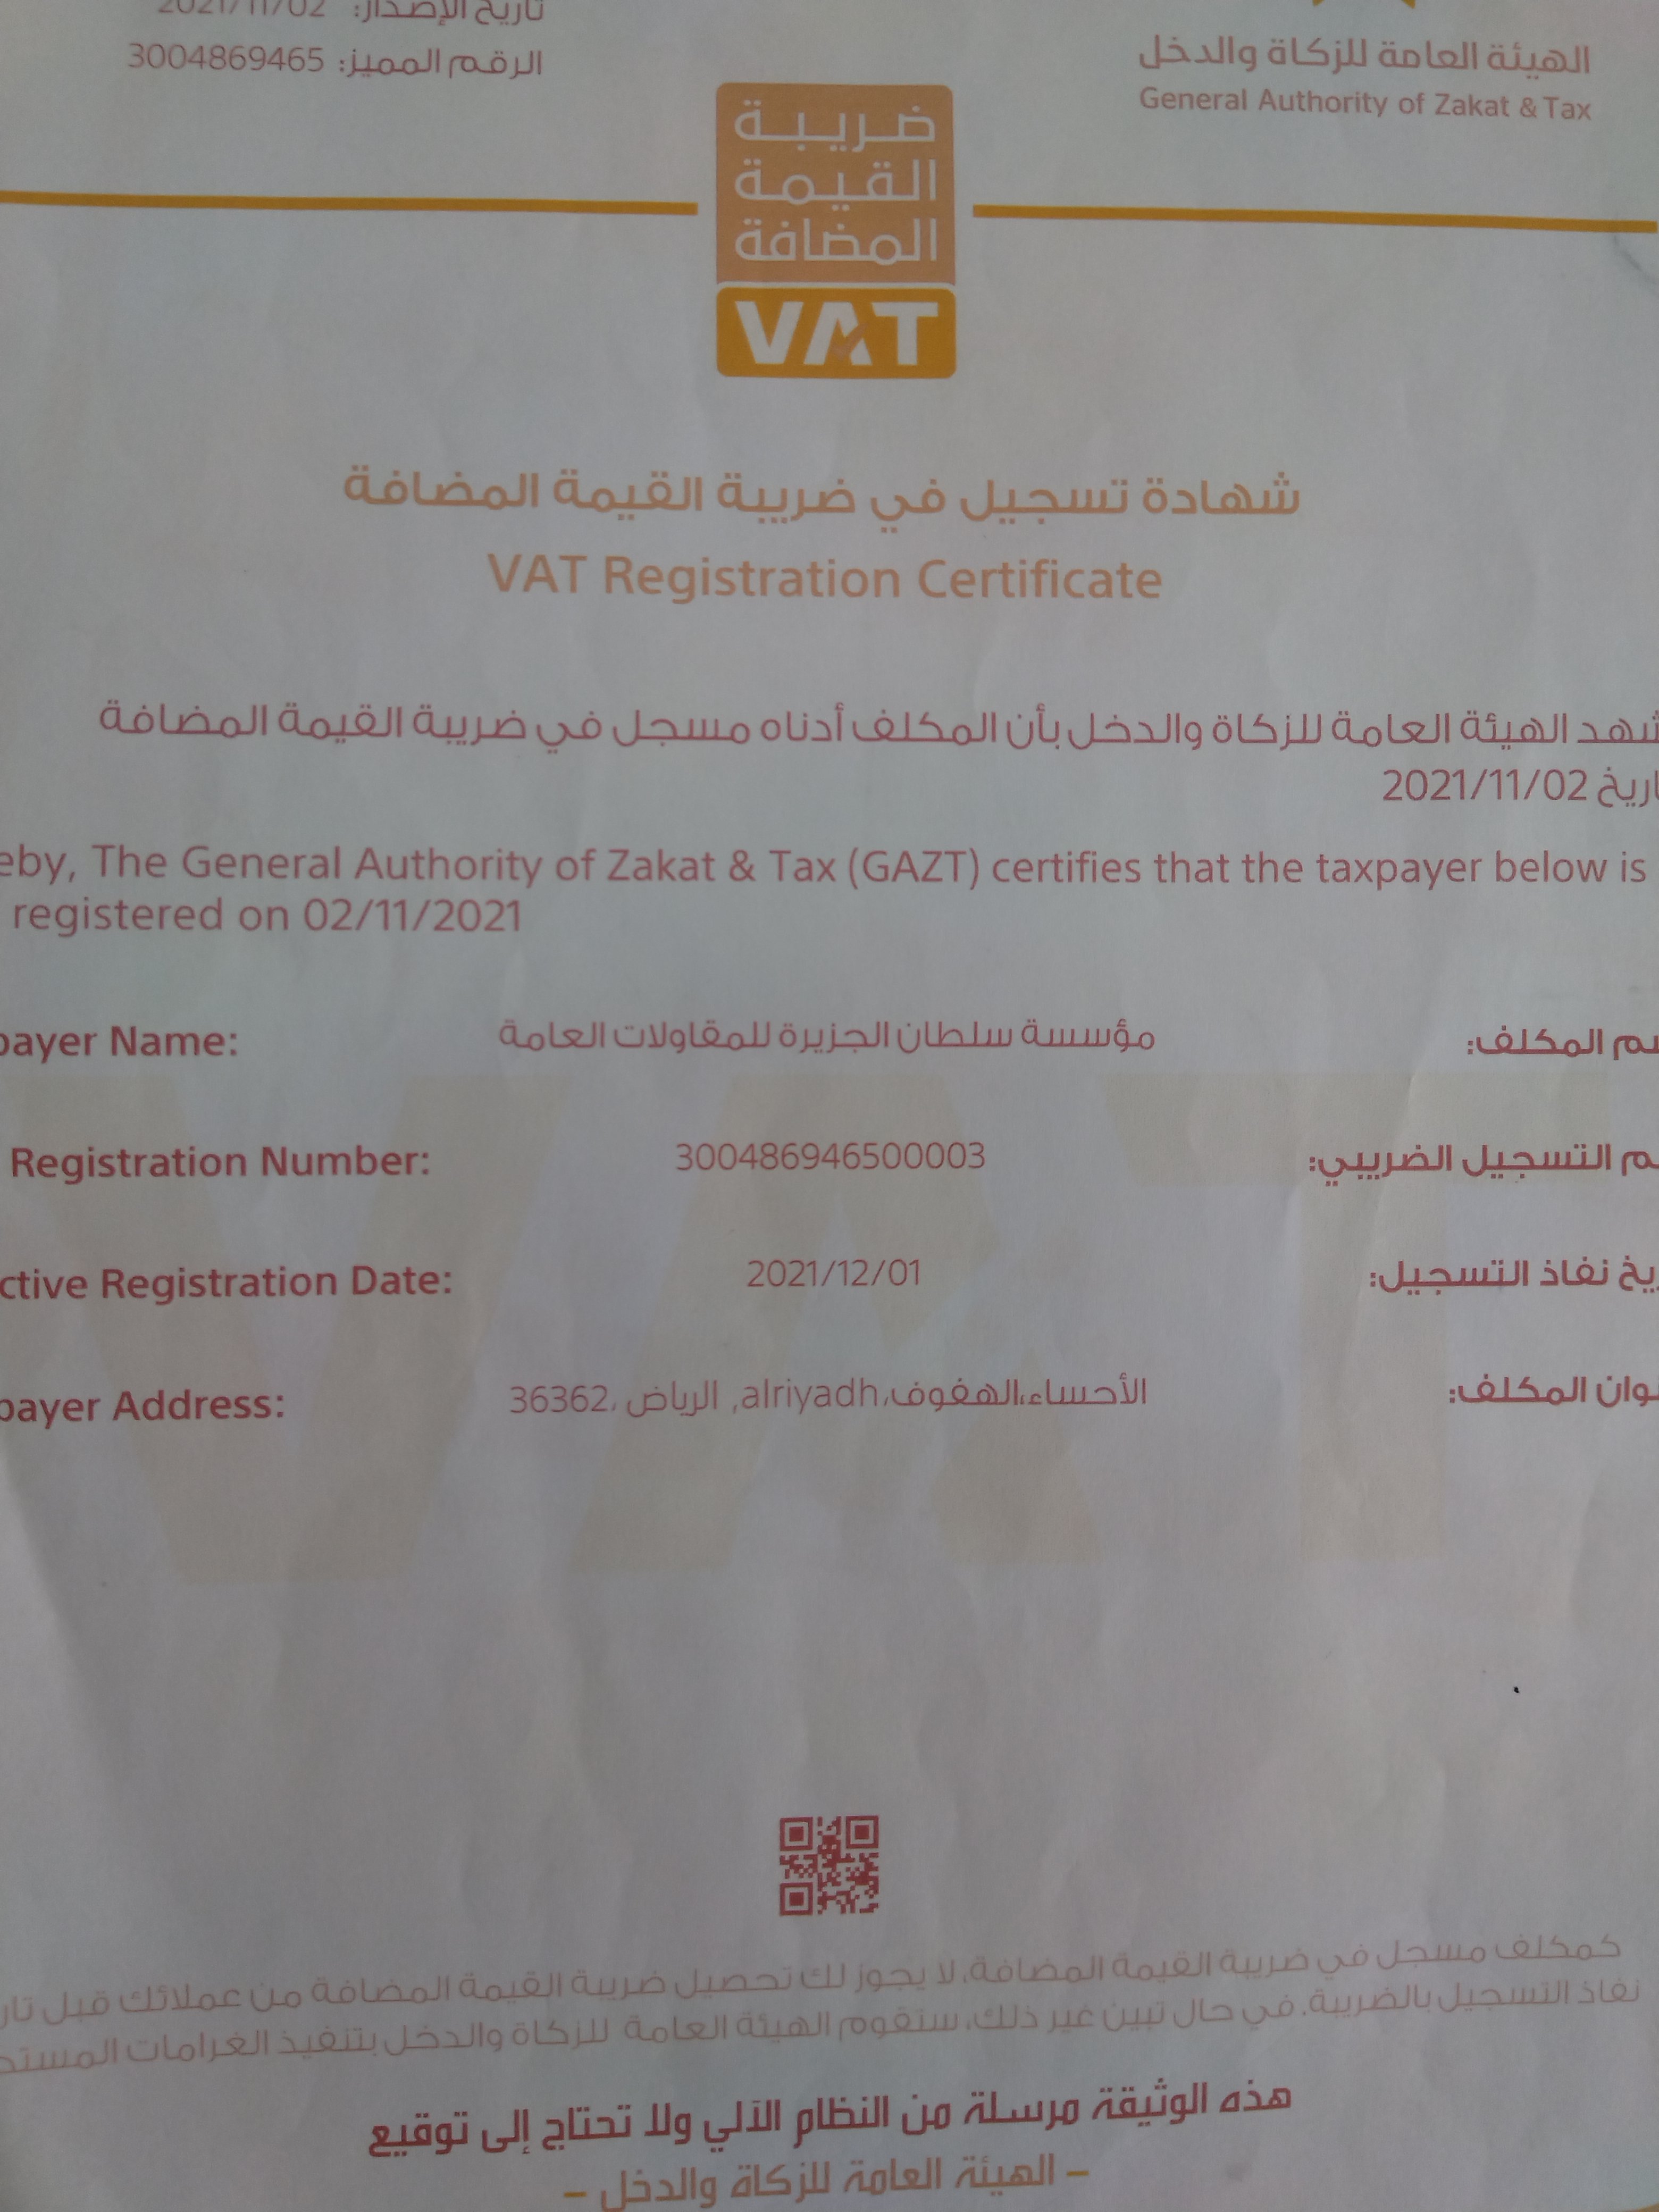 تاريخ الإصدار: 2021/11/02
الرقم المميز: 3004869465
الهيئة العامة للزكاة والدخل
General Authority of Zakat & Tax
ضريبة
القيمة
المضافة
VAT
شهادة تسجيل في ضريبة القيمة المضافة
VAT Registration Certificate
شهد الهيئة العامة للزكاة والدخل بأن المكلف أدناه مسجل في ضريبة القيمة المضافة
اريخ 2021/11/02
eby, The General Authority of Zakat & Tax (GAZT) certifies that the taxpayer below is
registered on 02/11/2021
payer Name: مؤسسة سلطان الجزيرة للمقاولات العامة سم المكلف:
Registration Number: 300486946500003 م التسجيل الضريبي:
ctive Registration Date: 2021/12/01 ريخ نفاذ التسجيل:
payer Address: الأحساء،الهفوف،alriyadh, الرياض ،36362 وان المكلف:
كمكلف مسجل في ضريبة القيمة المضافة، لا يجوز لك تحصيل ضريبة القيمة المضافة من عملائك قبل تار
نفاذ التسجيل بالضريبة. في حال تبين غير ذلك، ستقوم الهيئة العامة للزكاة والدخل بتنفيذ الغرامات المستح
هذه الوثيقة مرسلة من النظام الآلي ولا تحتاج إلى توقيع
– الهيئة العامة للزكاة والدخل –